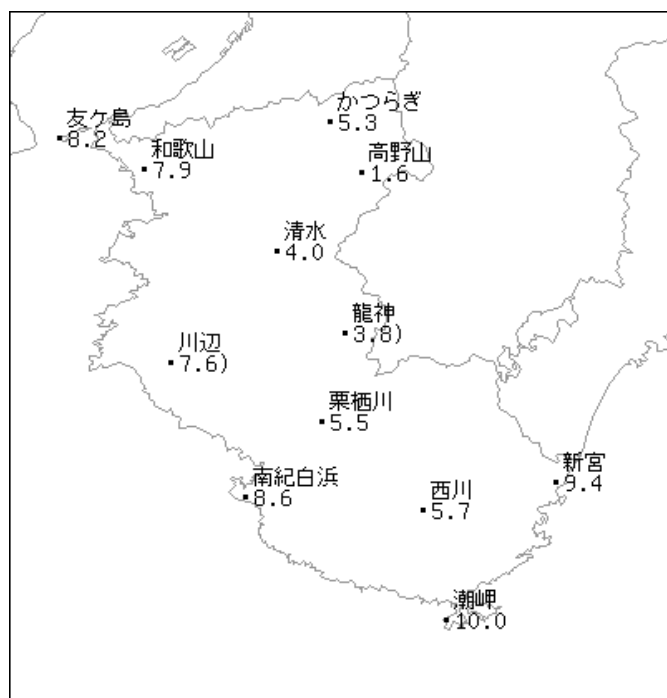 かつらぎ
5.3
友ケ島
8.2
和歌山
7.9
高野山
1.6
清水
4.0
龍神
3.8)
川辺
7.6)
栗栖川
5.5
新宮
9.4
南紀白浜
8.6
西川
5.7
潮岬
10.0